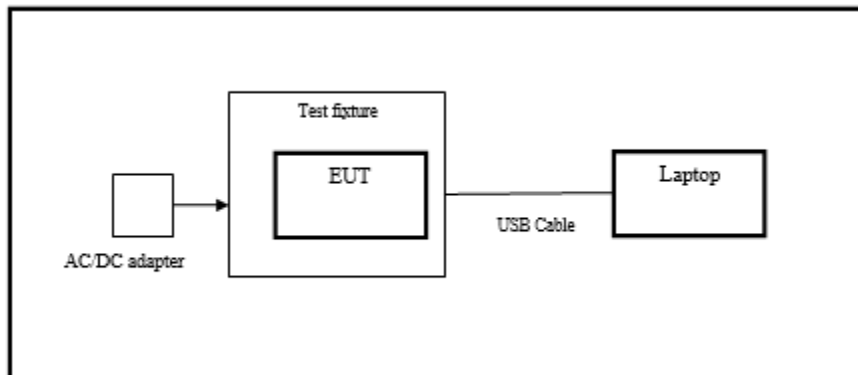 Test fixture
EUT
Laptop
USB Cable
AC/DC adapter